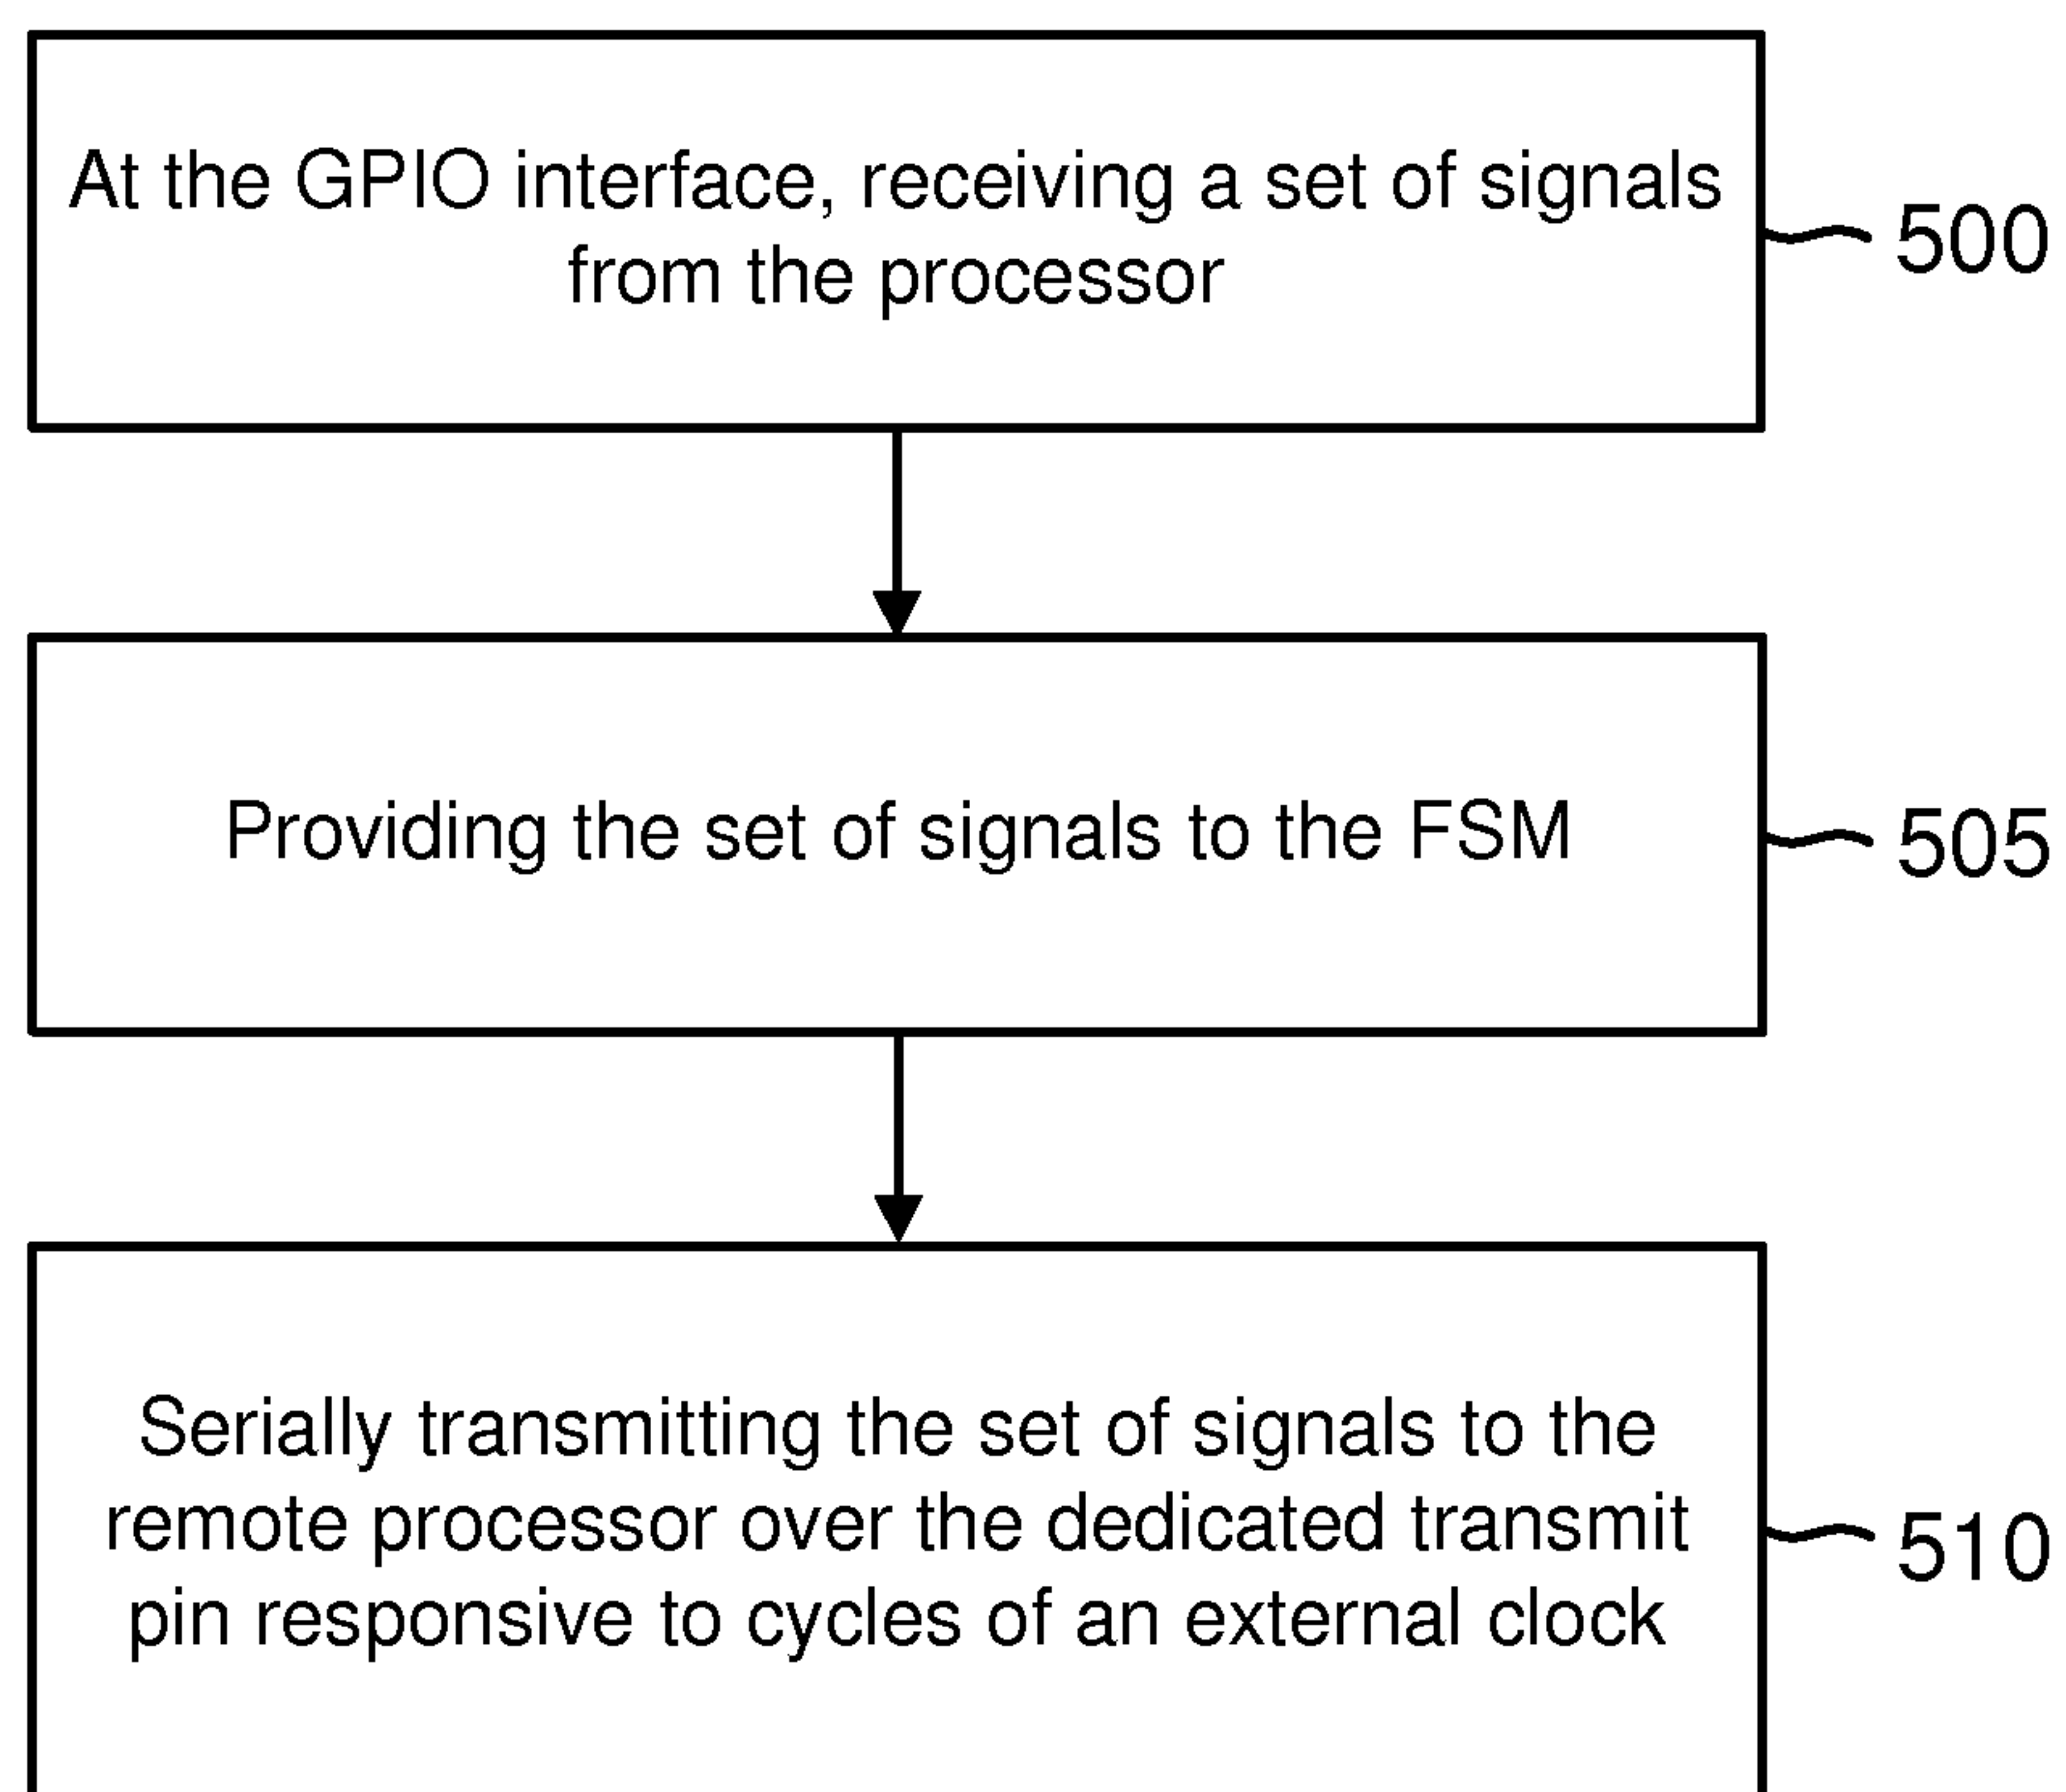 At the GPIO interface, receiving a set of signals
from the processor
500
Providing the set of signals to the FSM
505
Serially transmitting the set of signals to the
remote processor over the dedicated transmit
pin responsive to cycles of an external clock
510